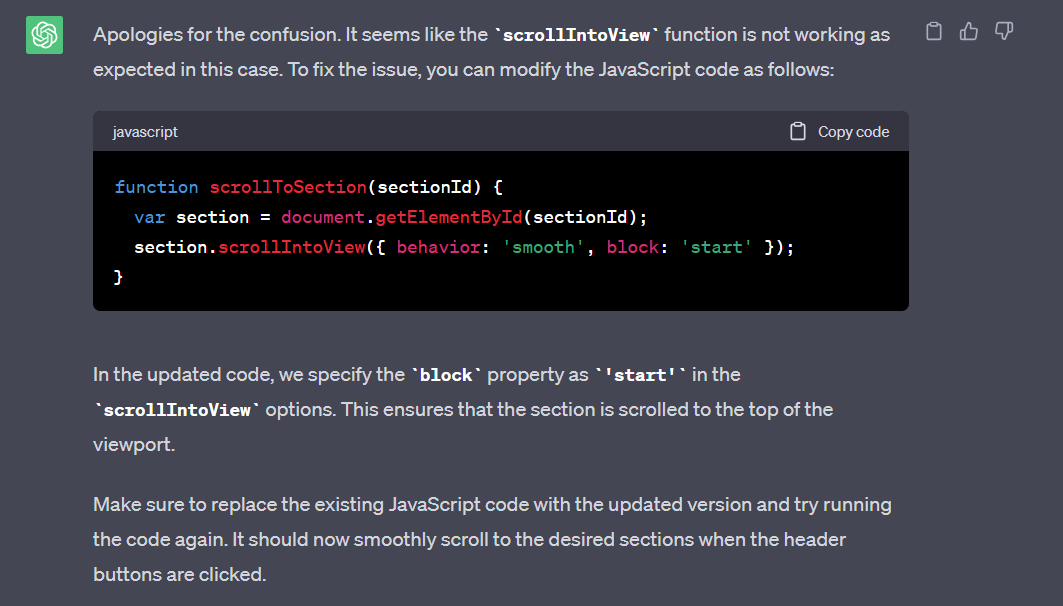 Apologies for the confusion. It seems like the `scrollIntoView` function is not working as
expected in this case. To fix the issue, you can modify the JavaScript code as follows:
javascript
Copy code
function scrollToSection(sectionId) {
  var section = document.getElementById(sectionId);
  section.scrollIntoView({ behavior: 'smooth', block: 'start' });
}
In the updated code, we specify the `block` property as `'start'` in the
`scrollIntoView` options. This ensures that the section is scrolled to the top of the
viewport.
Make sure to replace the existing JavaScript code with the updated version and try running
the code again. It should now smoothly scroll to the desired sections when the header
buttons are clicked.